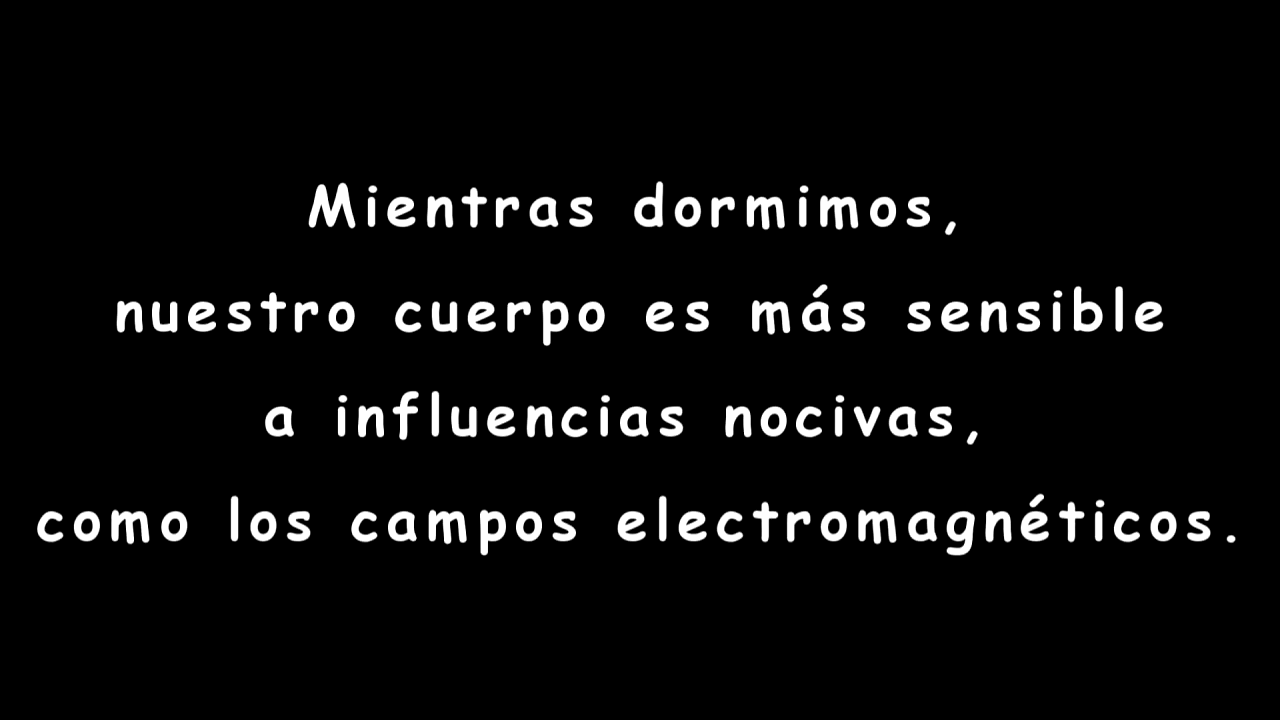 Mientras dormimos,
nuestro cuerpo es más sensible
a influencias nocivas,
como los campos electromagnéticos.